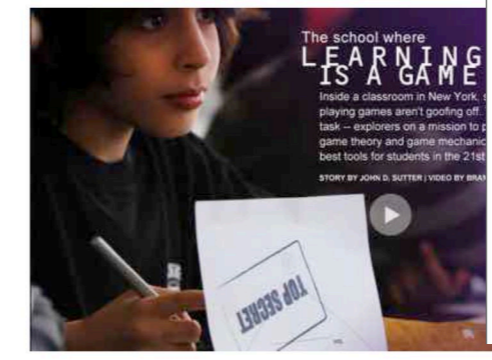 The school where
LEARNING
IS A GAME
Inside a classroom in New York,
playing games aren't goofing off.
task -- explorers on a mission to
game theory and game mechanic
best tools for students in the 21st
STORY BY JOHN D. SUTTER | VIDEO BY
TOP SECRET